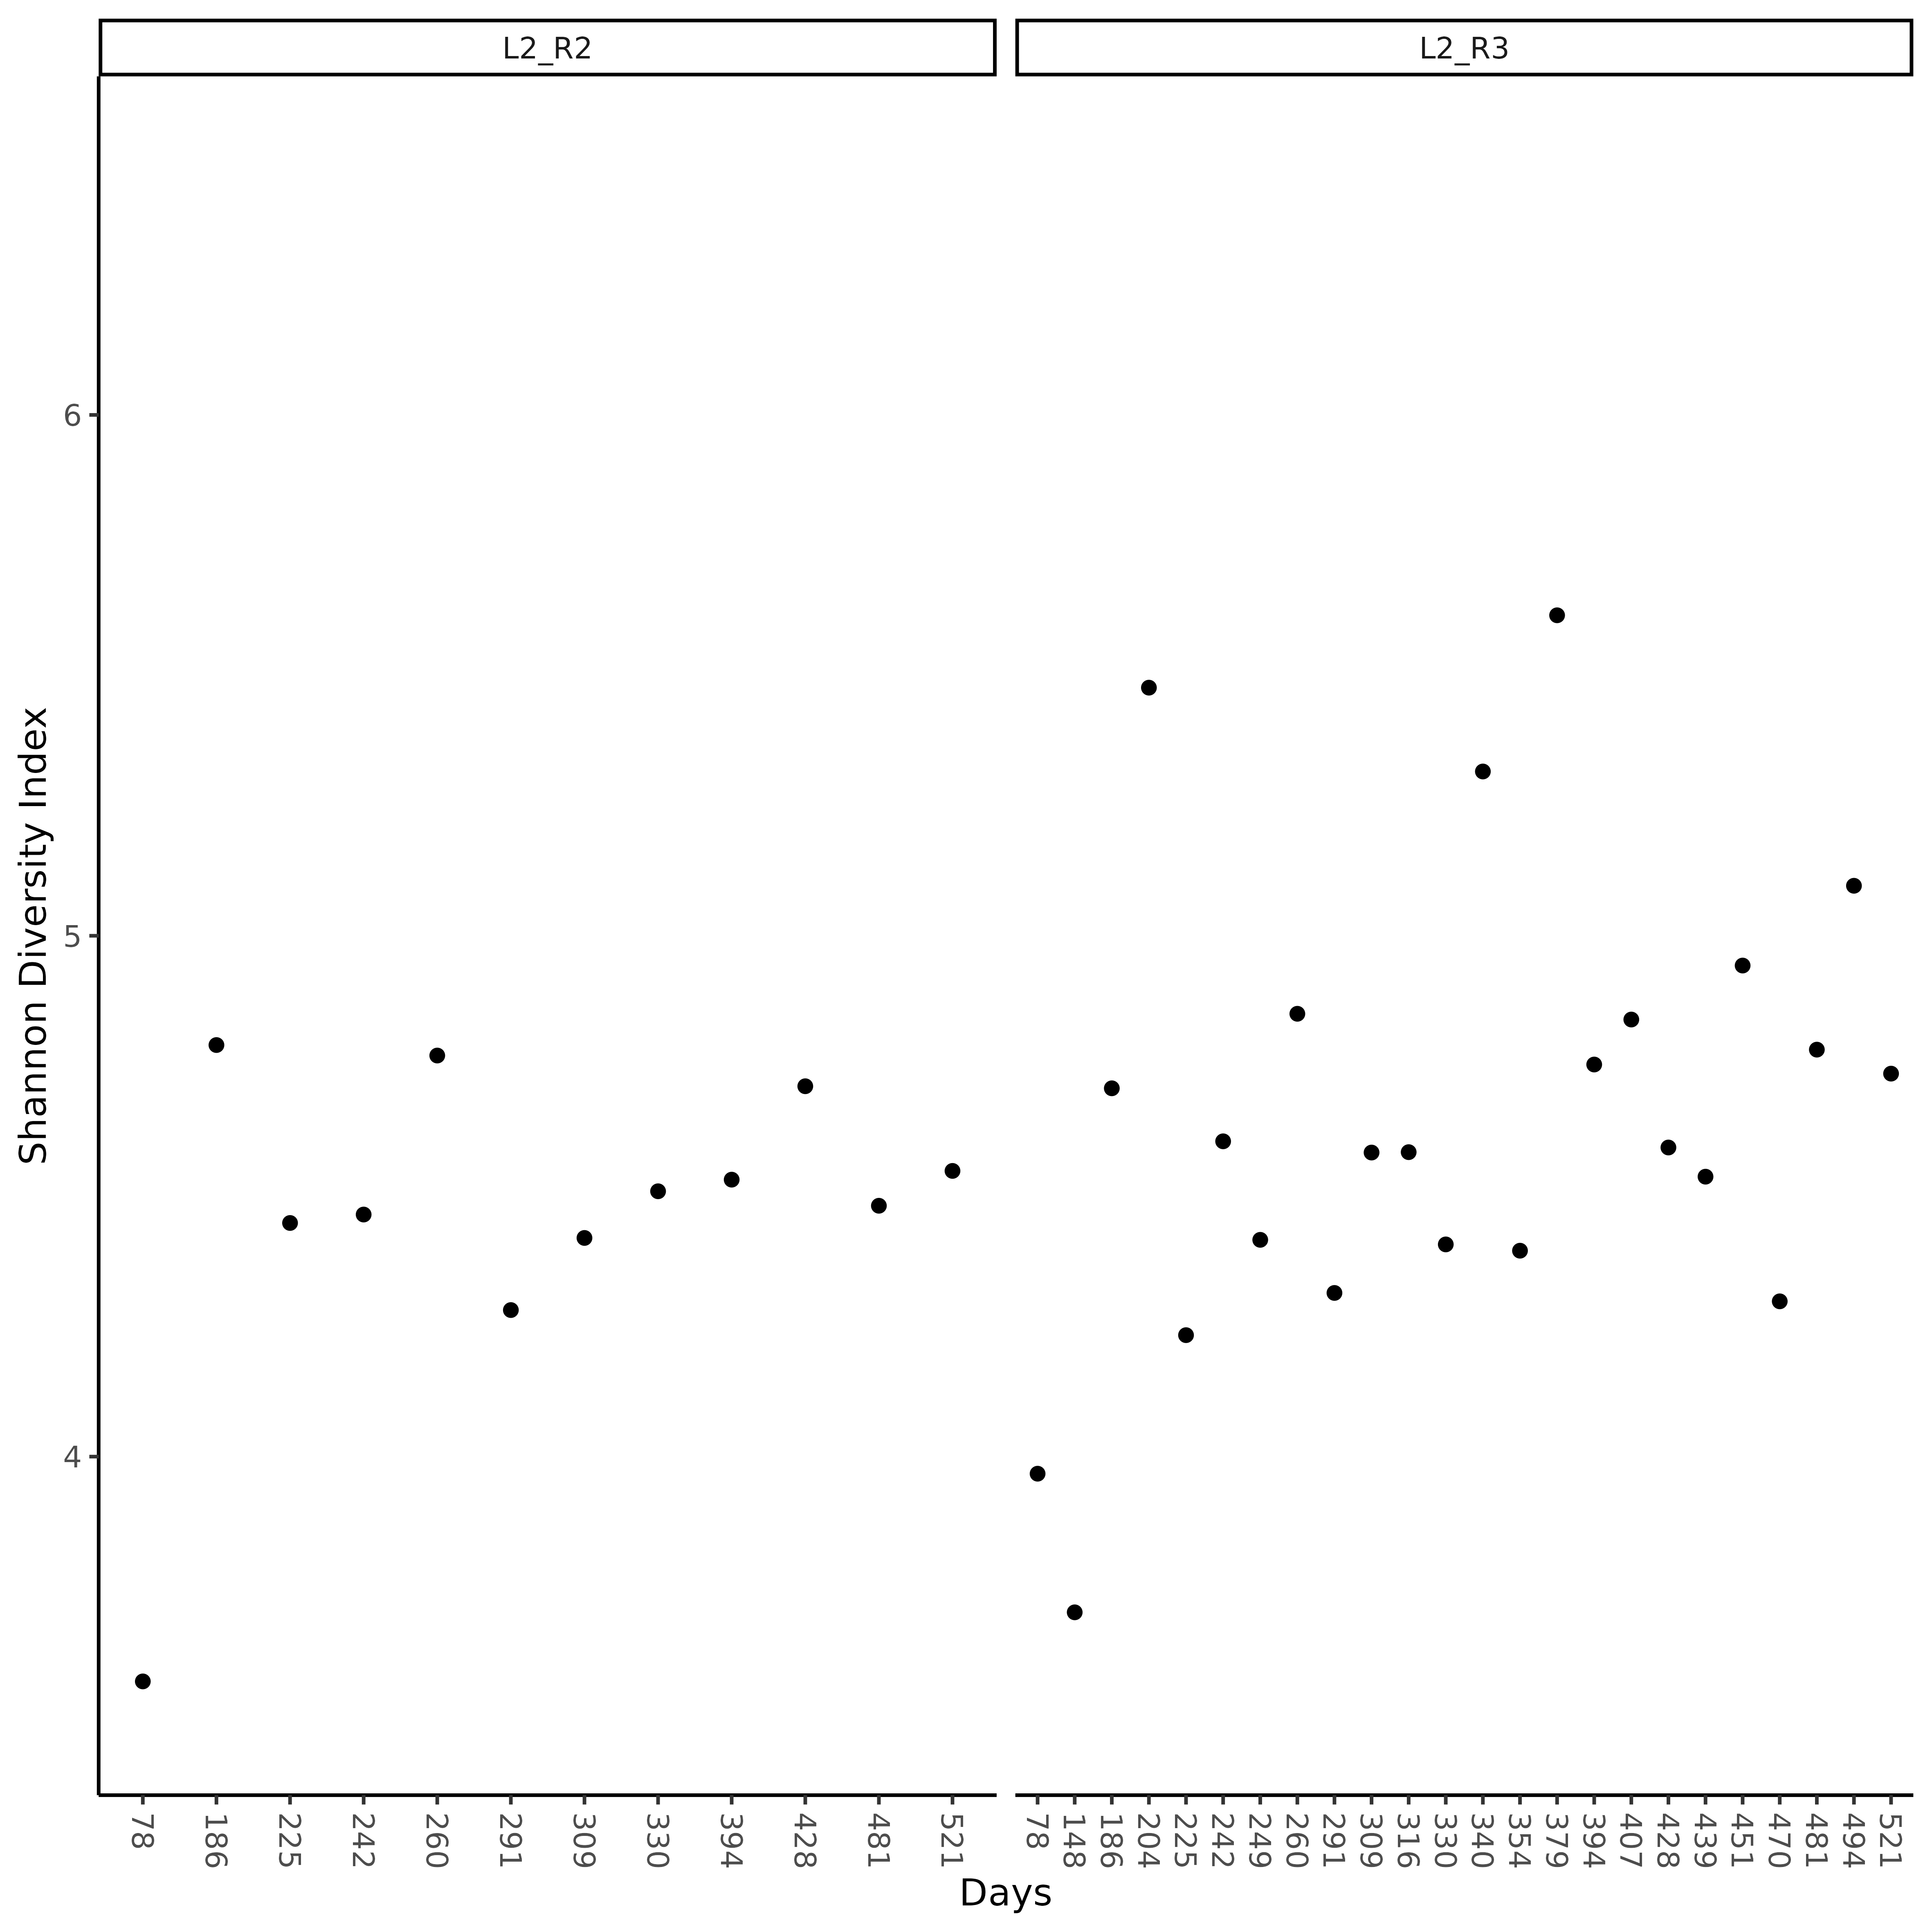 L2_R2 L2_R3
Shannon Diversity Index
6
5
4
78 186 225 242 260 291 309 330 394 428 481 521
78 148 186 204 225 242 249 260 291 309 316 330 340 354 379 394 407 428 439 451 470 481 494 521
Days